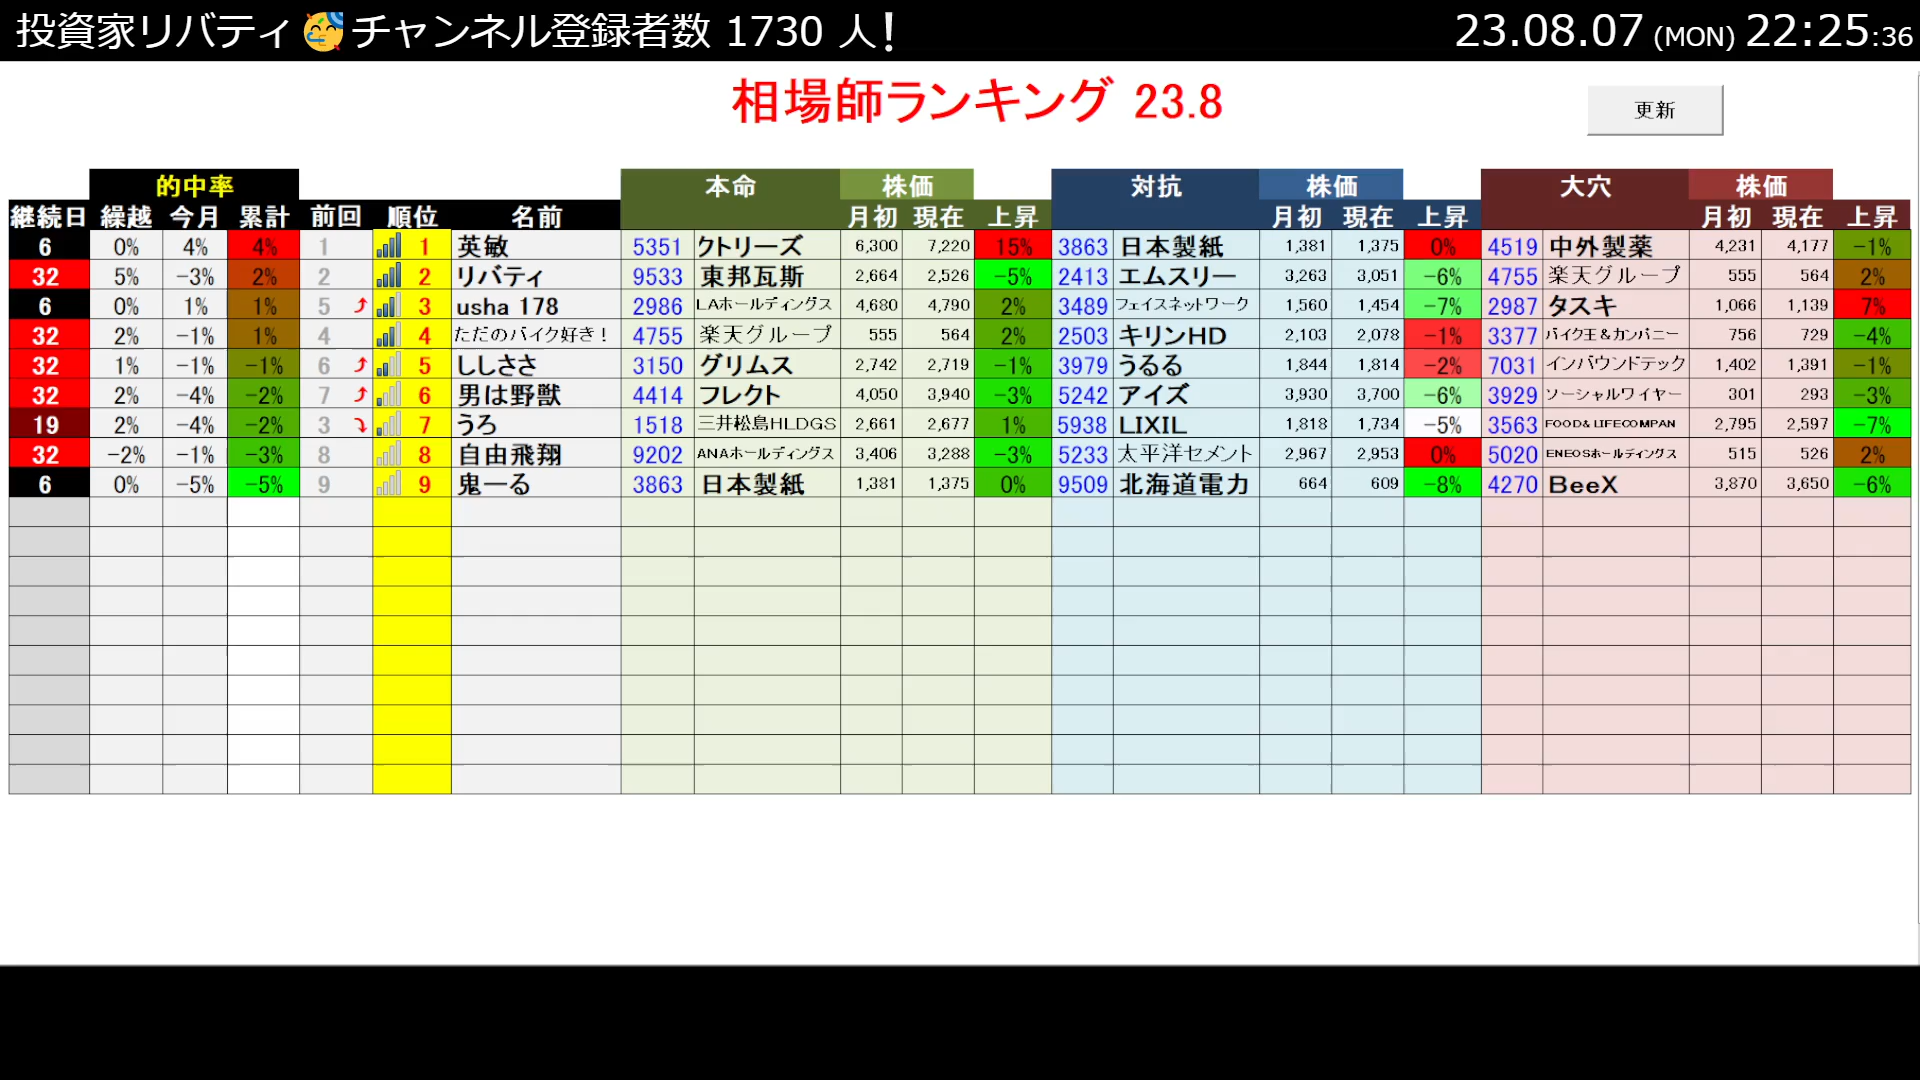 投資家リバティ🥳チャンネル登録者数 1730 人！ 23.08.07 (MON) 22:25:36
相場師ランキング 23.8
更新
的中率 本命 株価 対抗 株価 大穴 株価
継続日 繰越 今月 累計 前回 順位 名前 月初 現在 上昇 月初 現在 上昇 月初 現在 上昇
6 0% 4% 4% 1 1 英敏 5351 クトリーズ 6,300 7,220 15% 3863 日本製紙 1,381 1,375 0% 4519 中外製薬 4,231 4,177 -1%
32 5% -3% 2% 2 2 リバティ 9533 東邦瓦斯 2,664 2,526 -5% 2413 エムスリー 3,263 3,051 -6% 4755 楽天グループ 555 564 2%
6 0% 1% 1% 5 3 usha 178 2986 LAホールディングス 4,680 4,790 2% 3489 フェイスネットワーク 1,560 1,454 -7% 2987 タスキ 1,066 1,139 7%
32 2% -1% 1% 4 4 ただのバイク好き！ 4755 楽天グループ 555 564 2% 2503 キリンHD 2,103 2,078 -1% 3377 バイク王&カンパニー 756 729 -4%
32 1% -1% -1% 6 5 ししささ 3150 グリムス 2,742 2,719 -1% 3979 うるる 1,844 1,814 -2% 7031 インバウンドテック 1,402 1,391 -1%
32 2% -4% -2% 7 6 男は野獣 4414 フレクト 4,050 3,940 -3% 5242 アイズ 3,930 3,700 -6% 3929 ソーシャルワイヤー 301 293 -3%
19 2% -4% -2% 3 7 うろ 1518 三井松島HLDGS 2,661 2,677 1% 5938 LIXIL 1,818 1,734 -5% 3563 FOOD& LIFECOMPAN 2,795 2,597 -7%
32 -2% -1% -3% 8 8 自由飛翔 9202 ANAホールディングス 3,406 3,288 -3% 5233 太平洋セメント 2,967 2,953 0% 5020 ENEOSホールディングス 515 526 2%
6 0% -5% -5% 9 9 鬼一る 3863 日本製紙 1,381 1,375 0% 9509 北海道電力 664 609 -8% 4270 BeeX 3,870 3,650 -6%